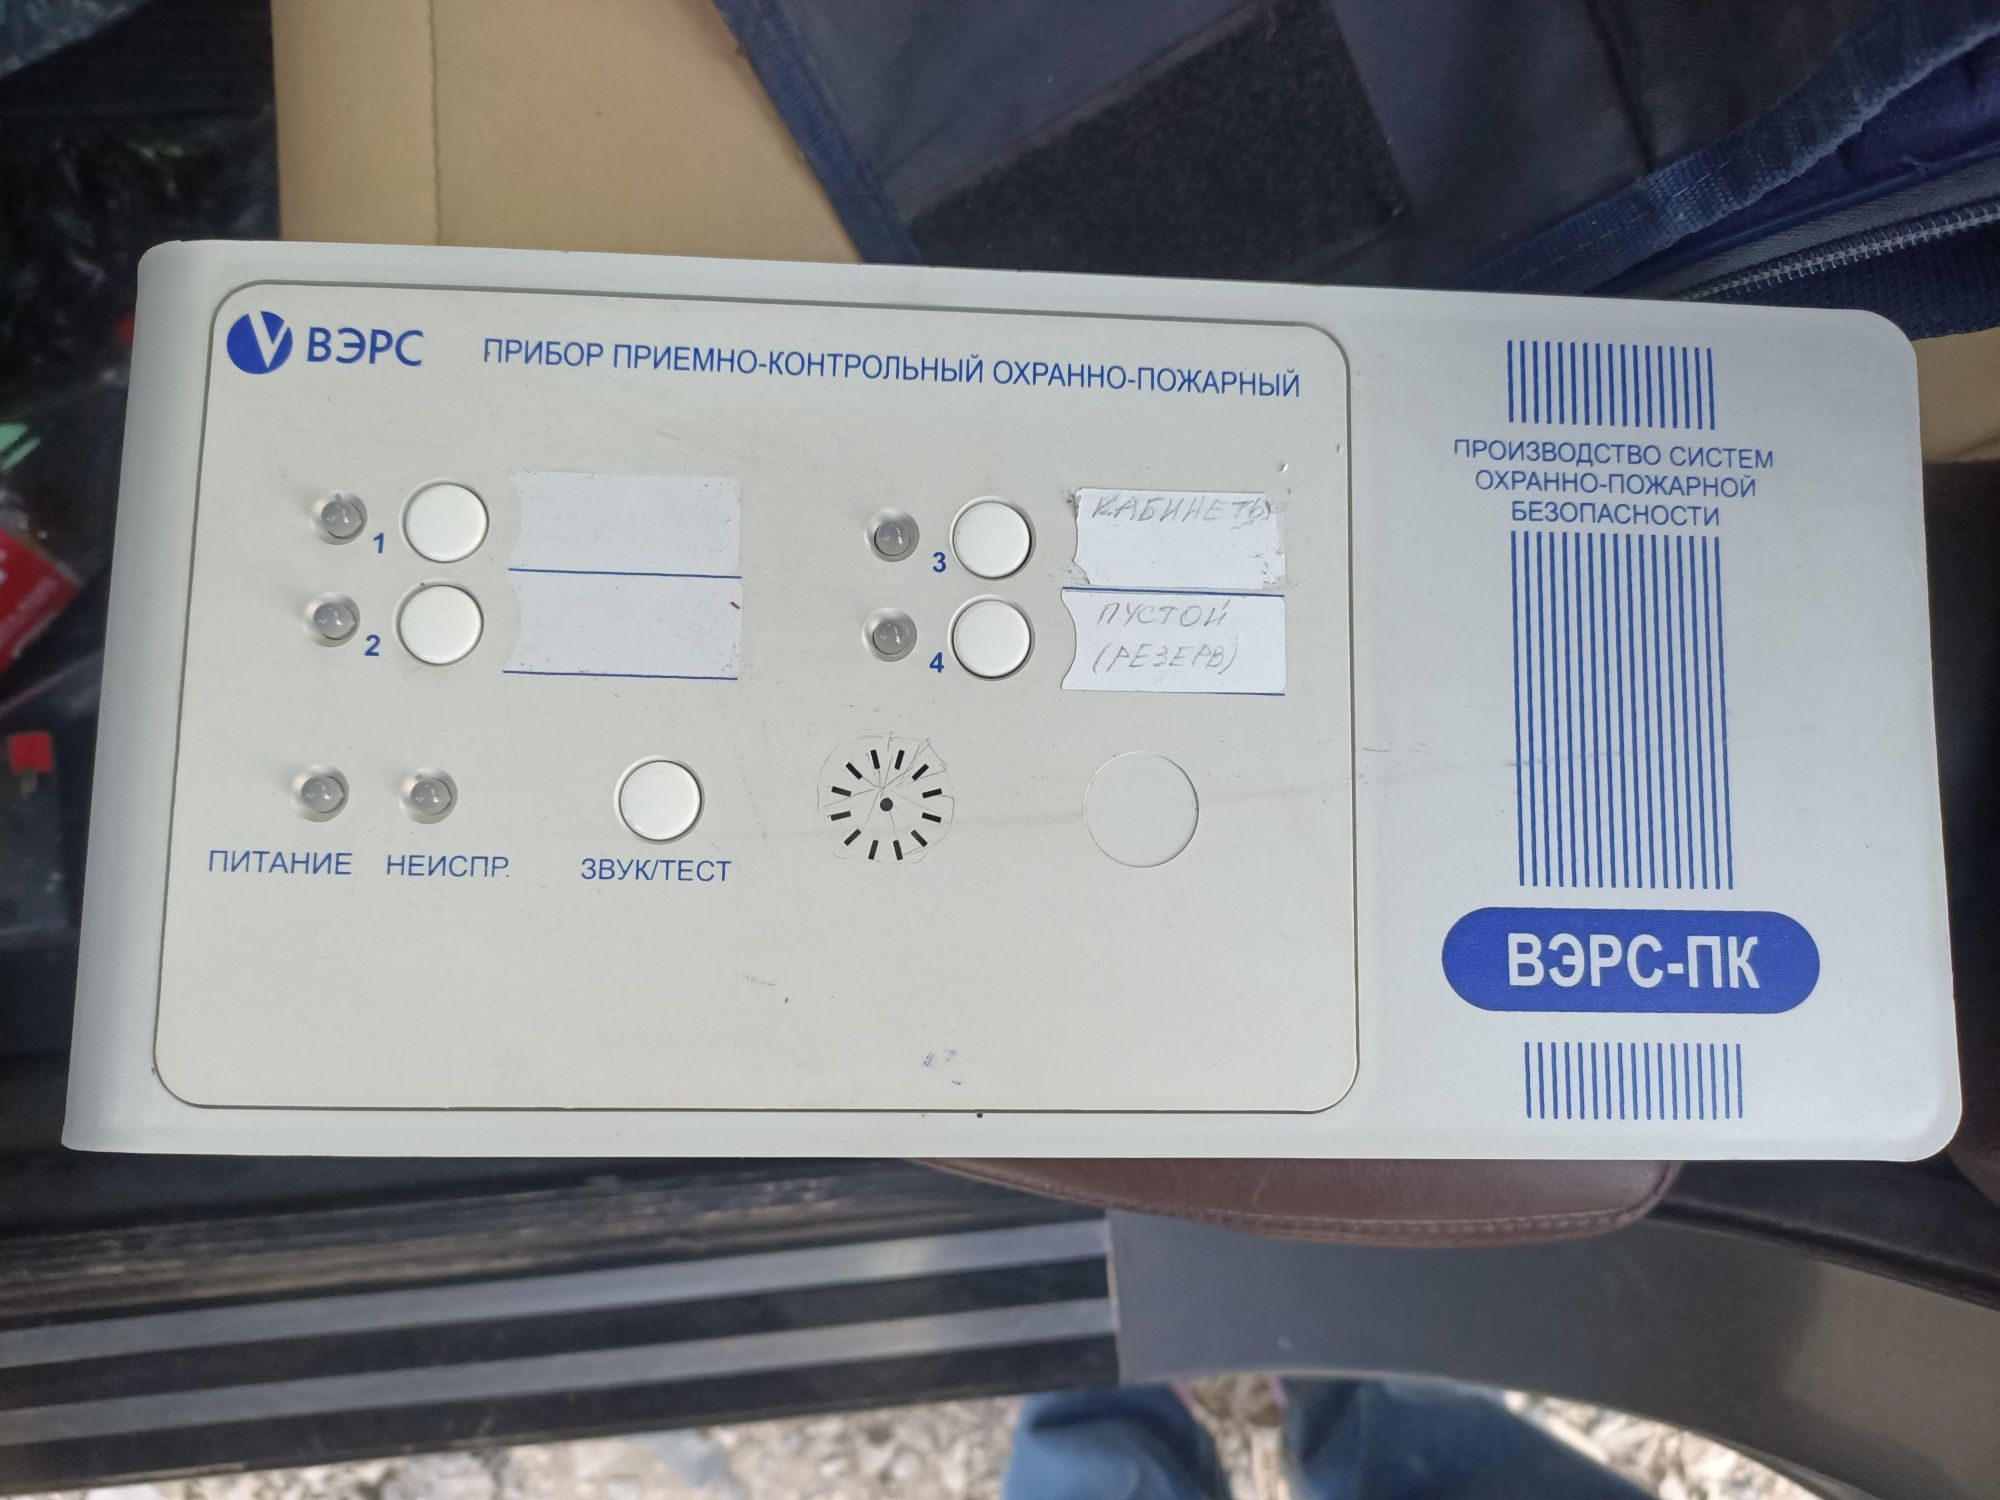 ВЭРС
ПРИБОР ПРИЕМНО-КОНТРОЛЬНЫЙ ОХРАННО-ПОЖАРНЫЙ
1
2
3
КАБИНЕТЫ
4
ПУСТОЙ
(РЕЗЕРВ)
ПИТАНИЕ
НЕИСПР.
ЗВУК/ТЕСТ
ПРОИЗВОДСТВО СИСТЕМ
ОХРАННО-ПОЖАРНОЙ
БЕЗОПАСНОСТИ
ВЭРС-ПК